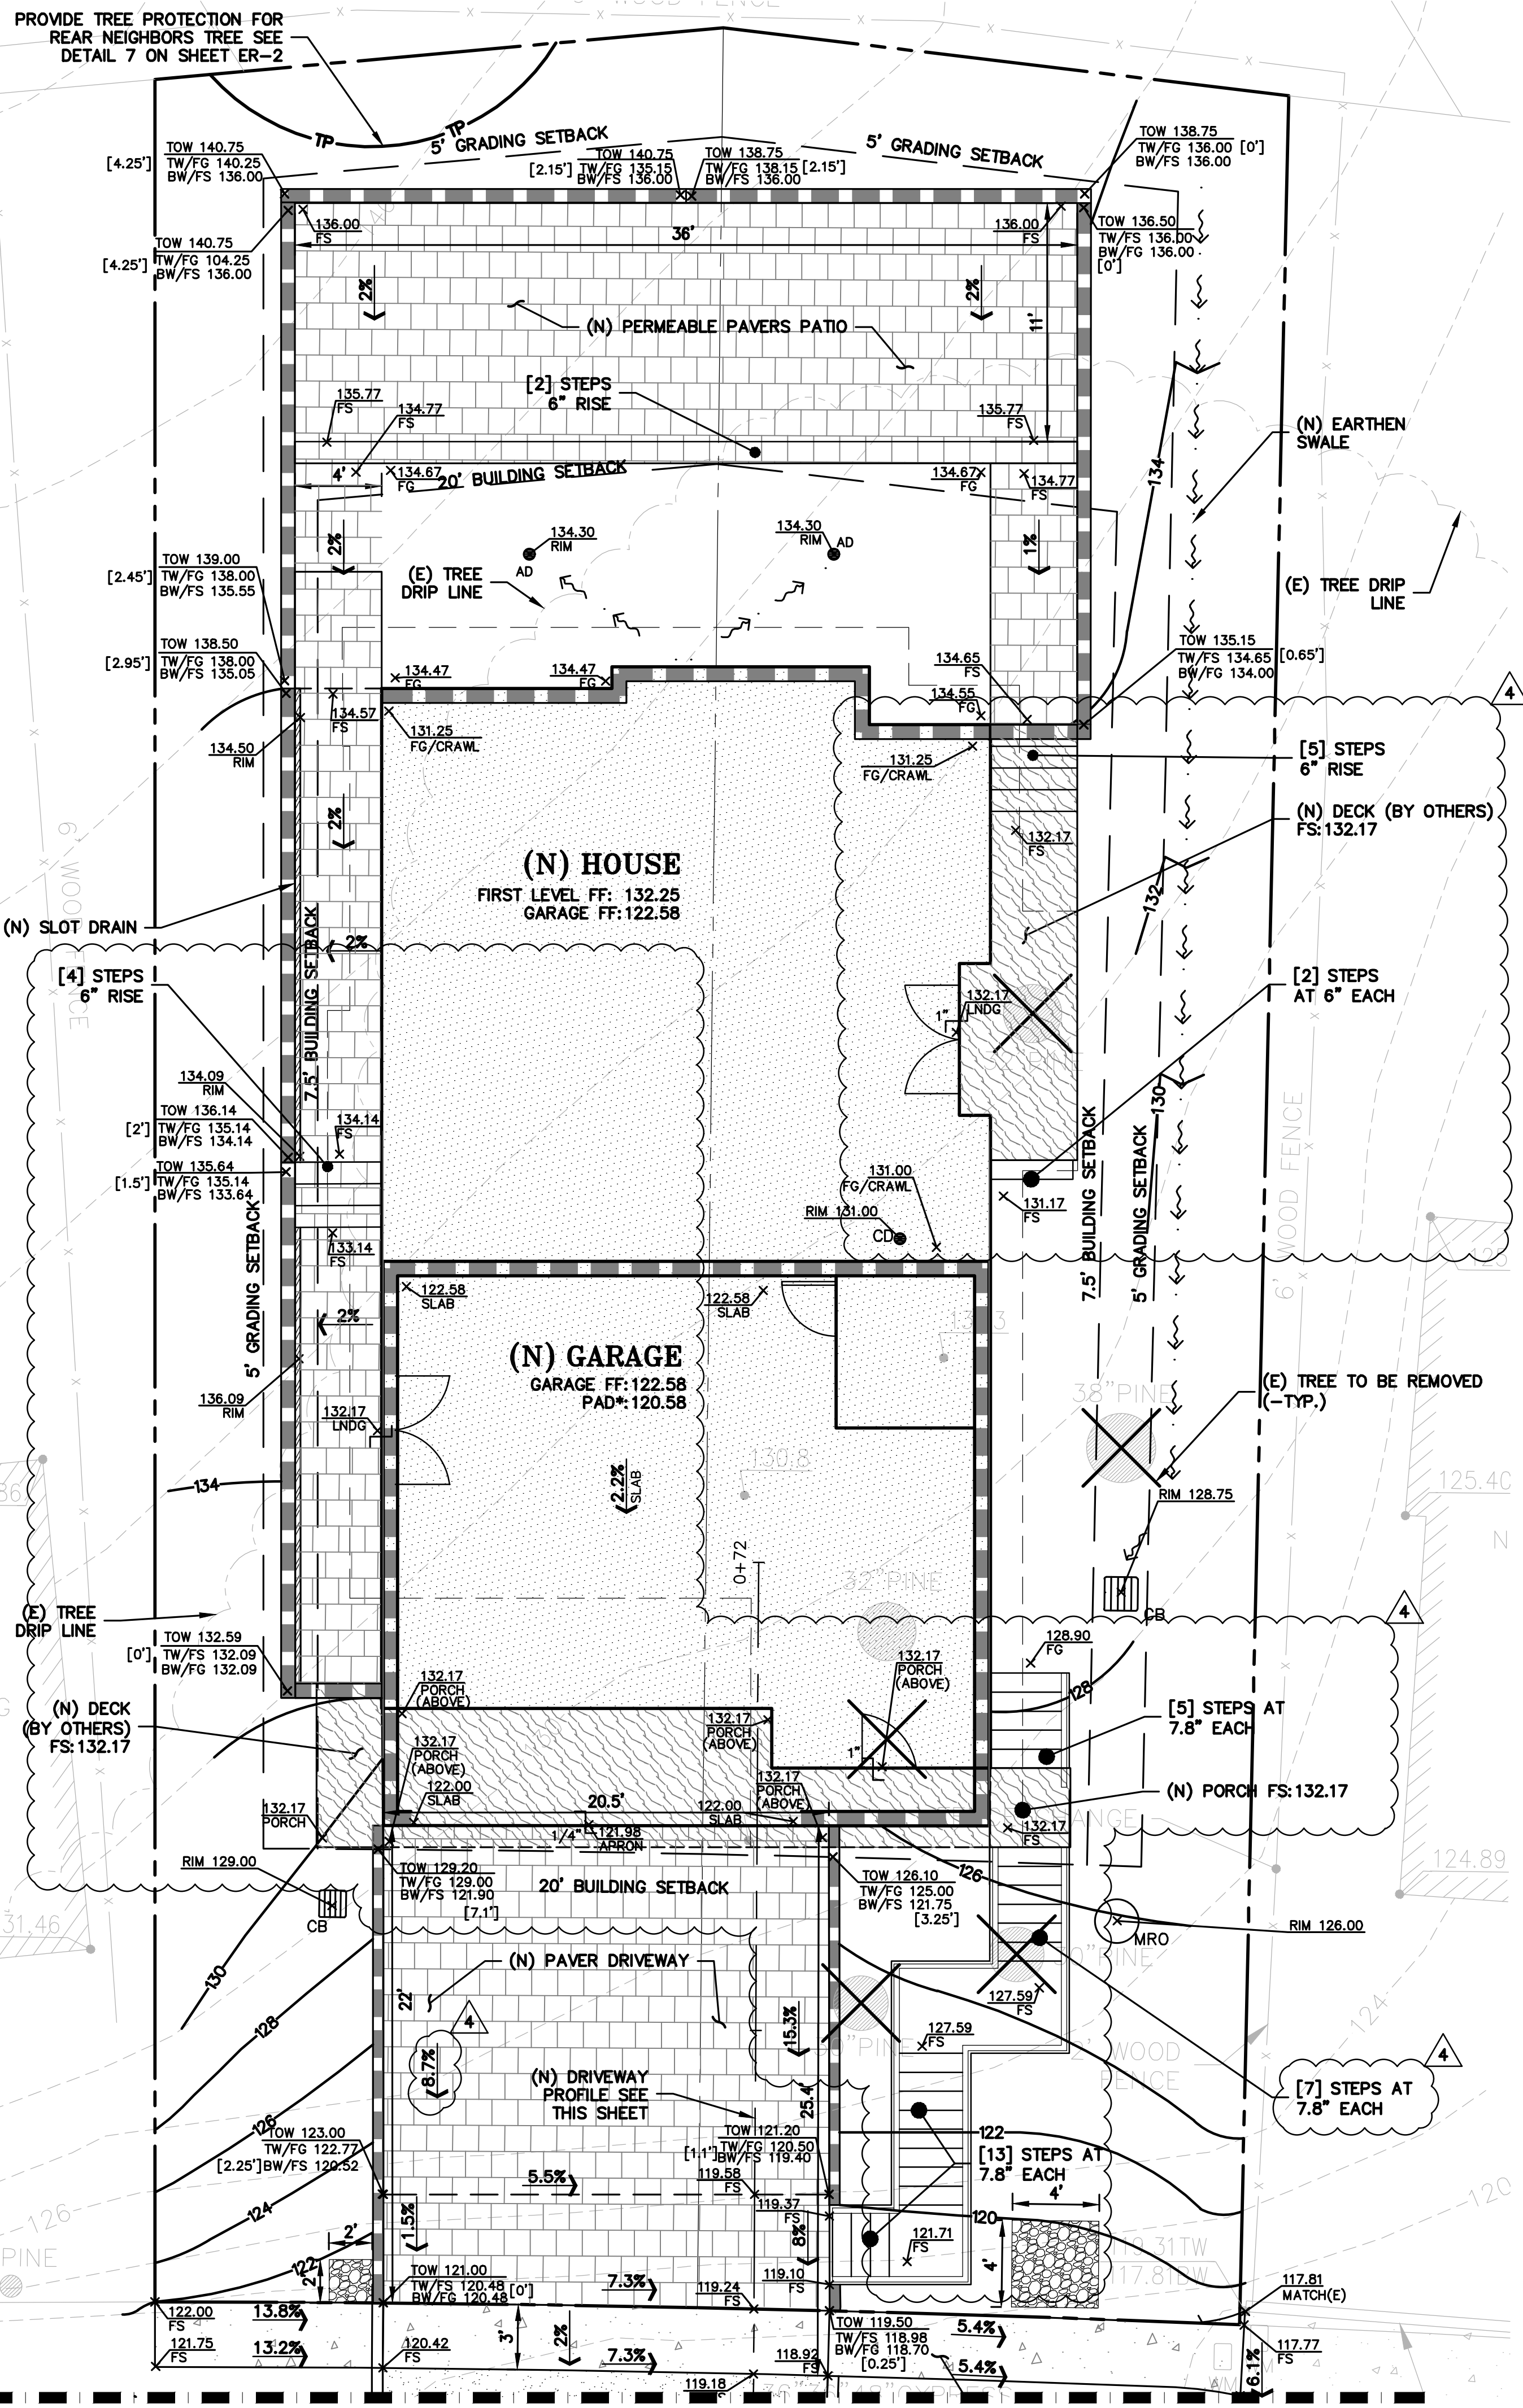 6' WOOD FENCE
PROVIDE TREE PROTECTION FOR
REAR NEIGHBORS TREE SEE
DETAIL 7 ON SHEET ER-2
TP
TP
5' GRADING SETBACK
5' GRADING SETBACK
TOW 140.75
[4.25'] TW/FG 140.25
BW/FS 136.00
TOW 140.75
[2.15'] TW/FG 135.15
BW/FS 136.00
TOW 138.75
TW/FG 138.15 [2.15']
BW/FS 136.00
TOW 138.75
TW/FG 136.00 [0']
BW/FS 136.00
136.00
FS
36'
136.00
FS
TOW 136.50
TW/FS 136.00
BW/FG 136.00
[0']
TOW 140.75
[4.25'] TW/FG 104.25
BW/FS 136.00
2%
2%
11'
(N) PERMEABLE PAVERS PATIO
[2] STEPS
6" RISE
135.77
FS
134.77
FS
135.77
FS
(N) EARTHEN
SWALE
134
4'
134.67
FG
20' BUILDING SETBACK
134.67
FG
134.77
FS
2%
134.30
RIM
AD
134.30
RIM
AD
1%
TOW 139.00
[2.45'] TW/FG 138.00
BW/FS 135.55
(E) TREE
DRIP LINE
(E) TREE DRIP
LINE
TOW 138.50
[2.95'] TW/FG 138.00
BW/FS 135.05
134.47
FG
134.47
FG
134.65
FS
TOW 135.15
TW/FS 134.65 [0.65']
BW/FG 134.00
134.57
FS
134.55
FG
4
134.50
RIM
131.25
FG/CRAWL
131.25
FG/CRAWL
[5] STEPS
6" RISE
2%
132.17
FS
(N) DECK (BY OTHERS)
FS:132.17
6' WOOD FENCE
(N) HOUSE
FIRST LEVEL FF: 132.25
GARAGE FF:122.58
132
(N) SLOT DRAIN
7.5' BUILDING SETBACK
2%
[4] STEPS
6" RISE
132.17
LNDG
1"
32"PINE
[2] STEPS
AT 6" EACH
134.09
RIM
130
TOW 136.14
[2'] TW/FG 135.14
BW/FS 134.14
134.14
FS
TOW 135.64
[1.5'] TW/FG 135.14
BW/FS 133.64
131.00
FG/CRAWL
RIM 131.00
CD
131.17
FS
7.5' BUILDING SETBACK
5' GRADING SETBACK
6' WOOD FENCE
133.14
FS
5' GRADING SETBACK
122.58
SLAB
122.58
SLAB
2%
(N) GARAGE
GARAGE FF:122.58
PAD*:120.58
136.09
RIM
132.17
LNDG
38"PINE
(E) TREE TO BE REMOVED
(-TYP.)
134
130.8
2.2%
SLAB
RIM 128.75
125.40
0+72
32"PINE
CB
4
(E) TREE
DRIP LINE
TOW 132.59
[0'] TW/FS 132.09
BW/FG 132.09
128.90
FG
132.17
PORCH
(ABOVE)
132.17
PORCH
(ABOVE)
128
(N) DECK
(BY OTHERS)
FS:132.17
132.17
PORCH
(ABOVE)
132.17
PORCH
(ABOVE)
1"
[5] STEPS AT
7.8" EACH
122.00
SLAB
132.17
PORCH
(ABOVE)
(N) PORCH FS:132.17
132.17
PORCH
20.5'
122.00
SLAB
132.17
FS
1/4"
121.98
APRON
RIM 129.00
TOW 129.20
TW/FG 129.00
BW/FS 121.90
[7.1']
20' BUILDING SETBACK
TOW 126.10
TW/FG 125.00
BW/FS 121.75
[3.25']
126
124.89
CB
RIM 126.00
MRO
131.46
(N) PAVER DRIVEWAY
30"PINE
130
22'
127.59
FS
128
4
15.3%
127.59
FS
30"PINE
2' WOOD
FENCE
124
4
8.7%
(N) DRIVEWAY
PROFILE SEE
THIS SHEET
25.4'
[7] STEPS AT
7.8" EACH
126
TOW 123.00
TW/FG 122.77
[2.25'] BW/FS 120.52
TOW 121.20
[1.1'] TW/FG 120.50
BW/FS 119.40
122
[13] STEPS AT
7.8" EACH
5.5%
119.58
FS
4'
120
124
126
119.37
FS
120
2'
1.5%
8%
121.71
FS
4'
119.31TW
117.81BW
PINE
122
2'
TOW 121.00
TW/FS 120.48 [0']
BW/FG 120.48
7.3%
119.10
FS
119.24
FS
117.81
MATCH(E)
122.00
FS
13.8%
3'
2%
TOW 119.50
TW/FS 118.98
BW/FG 118.70
[0.25']
5.4%
121.75
FS
13.2%
120.42
FS
7.3%
118.92
FS
5.4%
117.77
FS
6.1%
119.18